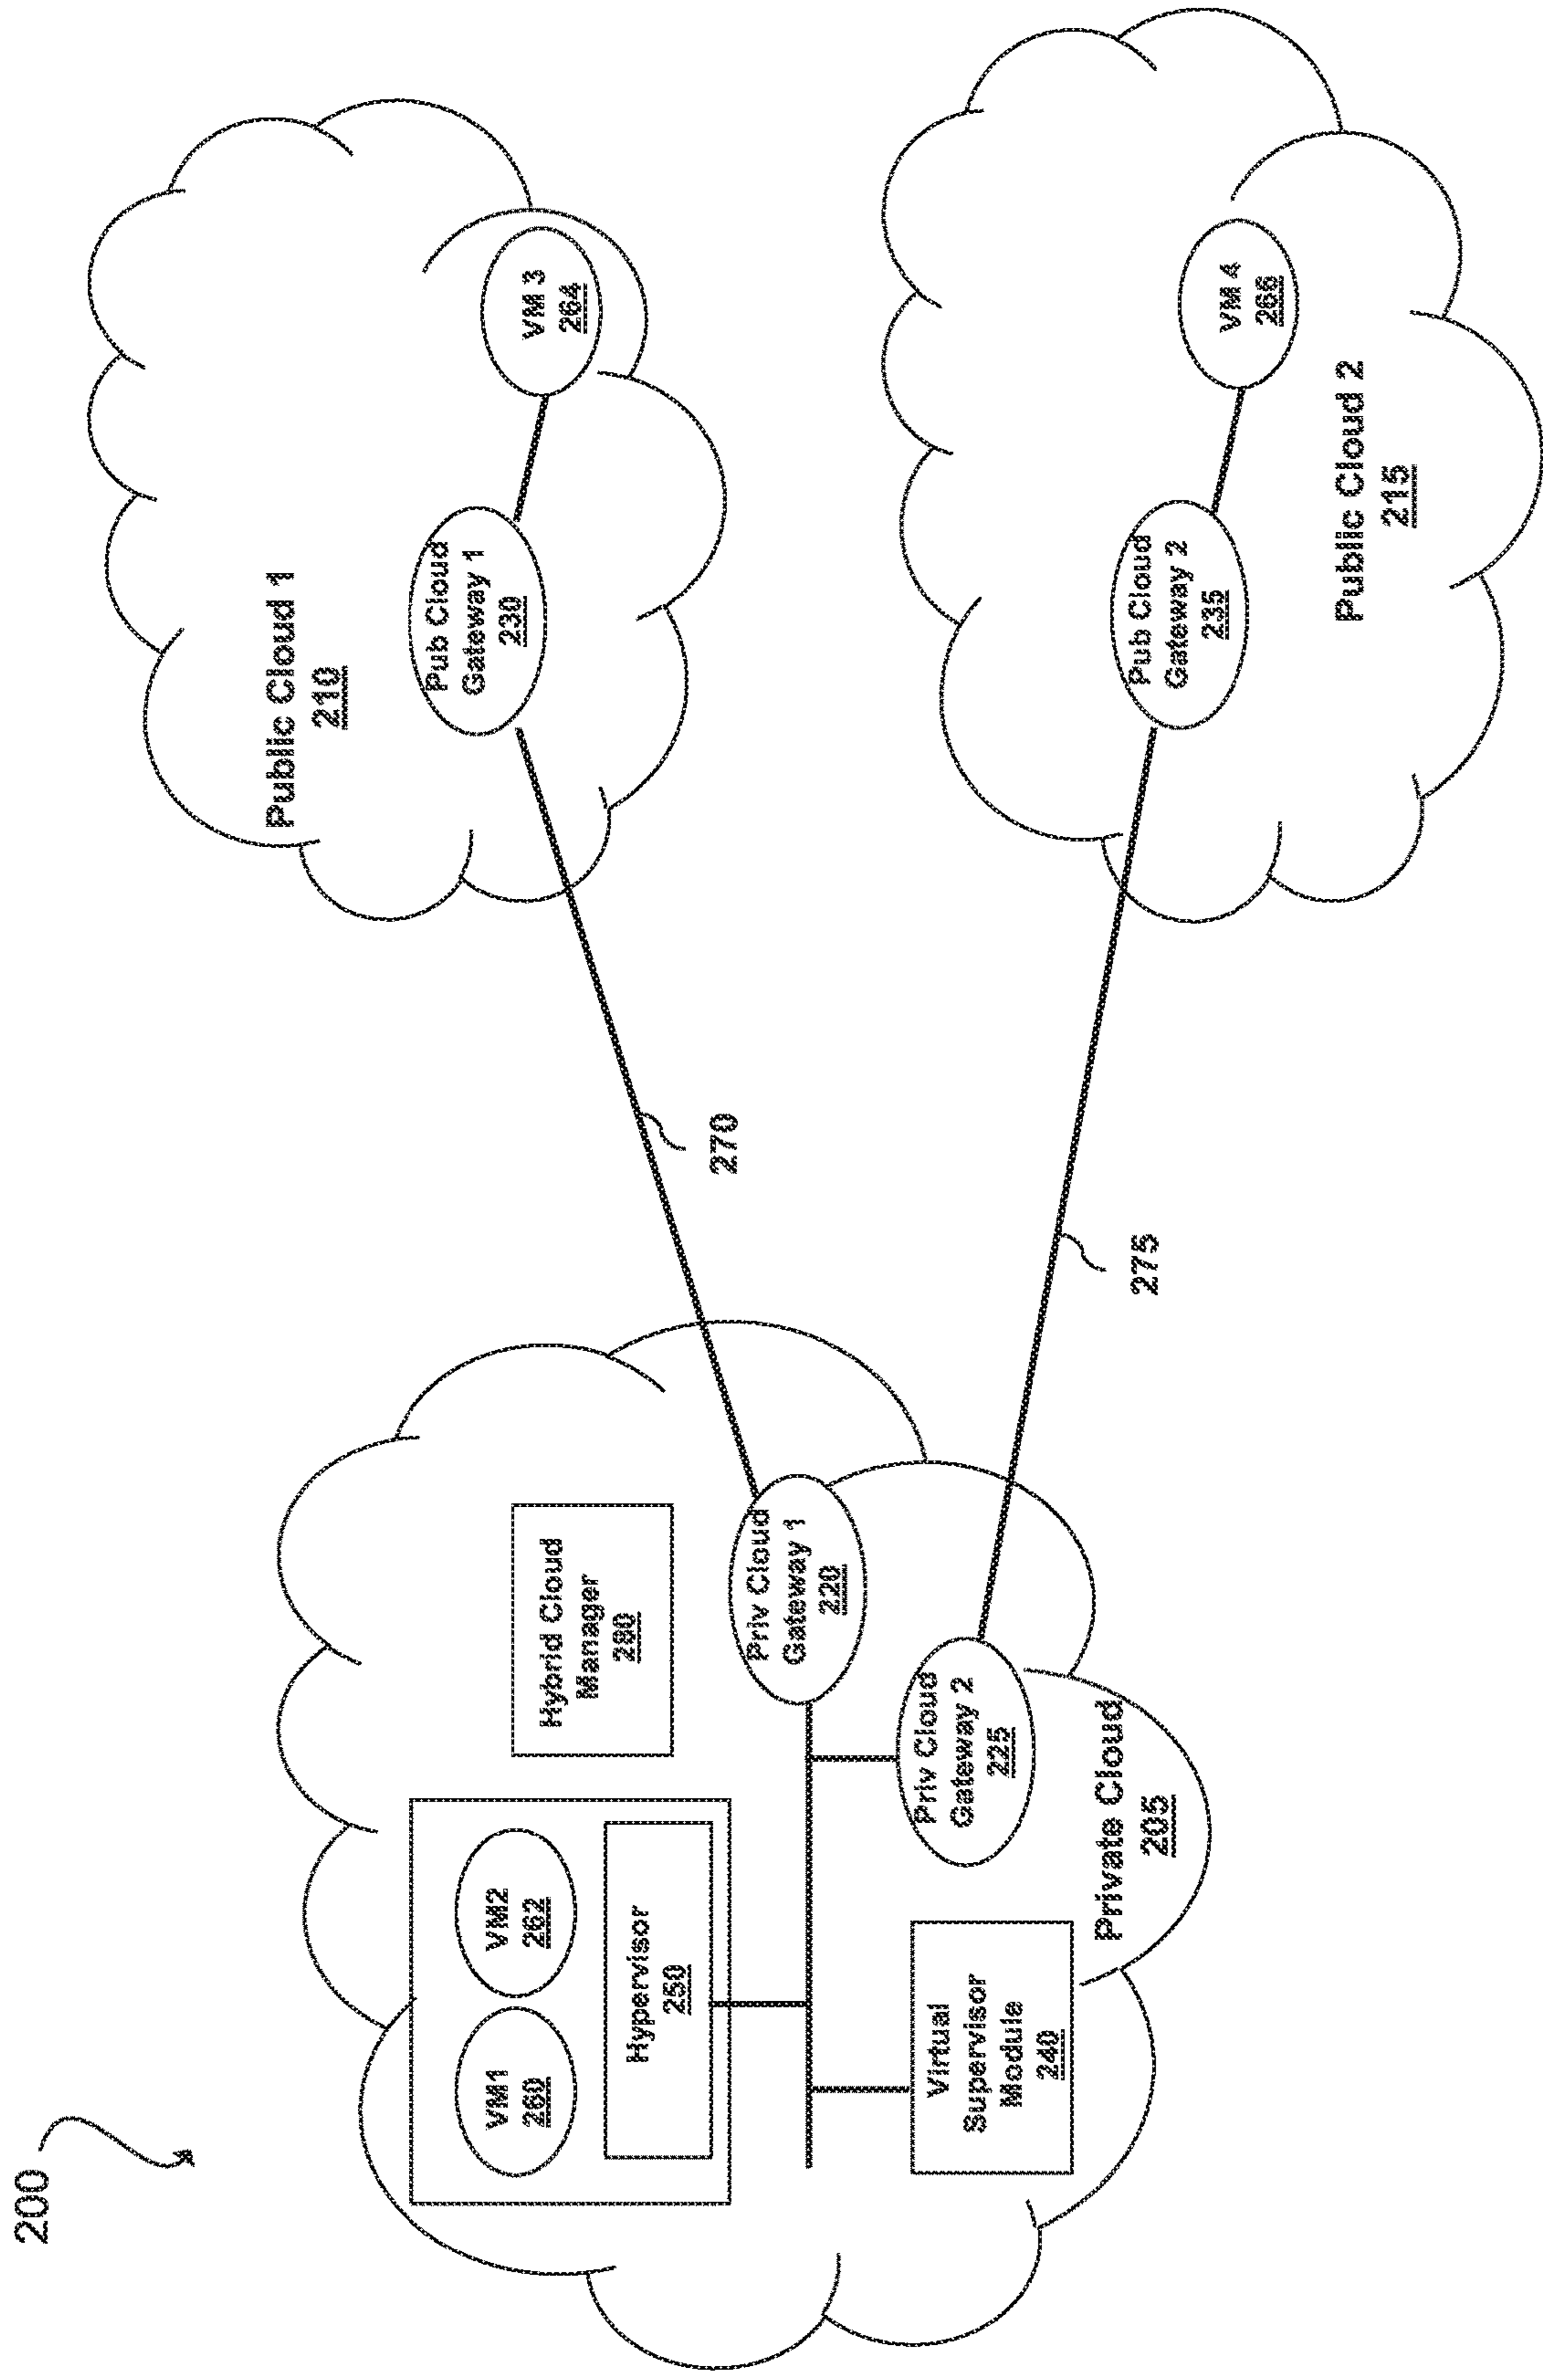 200
VM1
260
VM2
262
Hypervisor
250
Hybrid Cloud
Manager
280
Virtual
Supervisor
Module
240
Priv Cloud
Gateway 1
220
Priv Cloud
Gateway 2
225
Private Cloud
205
270
275
Public Cloud 1
210
Pub Cloud
Gateway 1
230
VM 3
264
Pub Cloud
Gateway 2
235
VM 4
266
Public Cloud 2
215